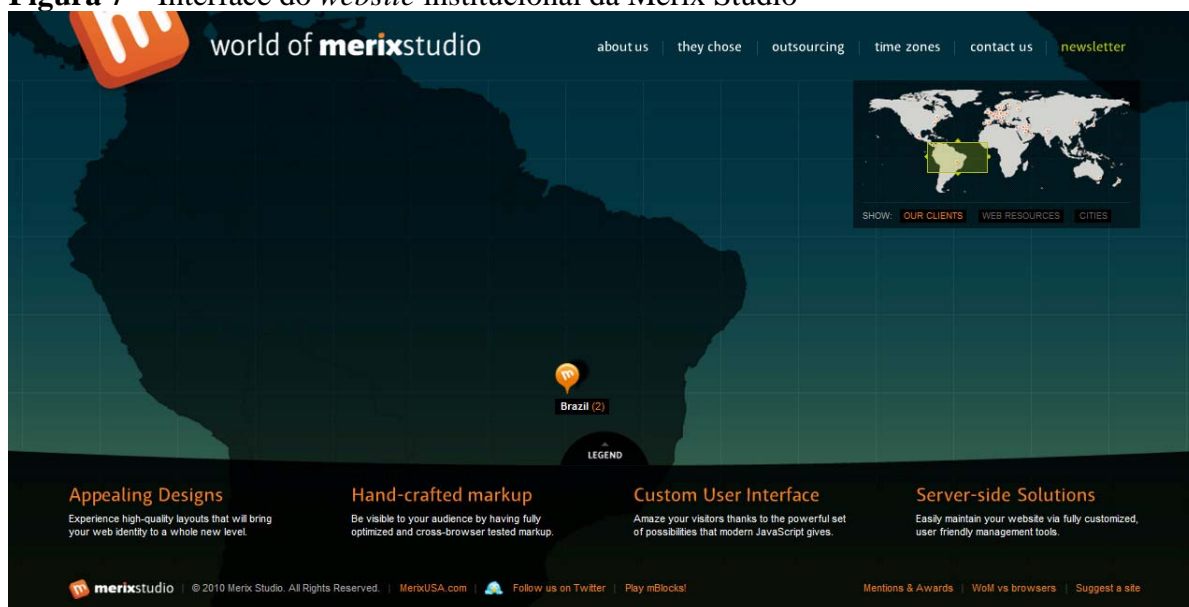 Figura 7 – Interface do website institucional da Merix Studio
world of merixstudio
about us | they chose | outsourcing | time zones | contact us | newsletter
SHOW: OUR CLIENTS WEB RESOURCES CITIES
m
Brazil (2)
LEGEND
Appealing Designs
Experience high-quality layouts that will bring
your web identity to a whole new level.
Hand-crafted markup
Be visible to your audience by having fully
optimized and cross-browser tested markup.
Custom User Interface
Amaze your visitors thanks to the powerful set
of possibilities that modern JavaScript gives.
Server-side Solutions
Easily maintain your website via fully customized,
user friendly management tools.
m merixstudio | © 2010 Merix Studio. All Rights Reserved. | MerixUSA.com | Follow us on Twitter | Play mBlocks!
Mentions & Awards | WoM vs browsers | Suggest a site